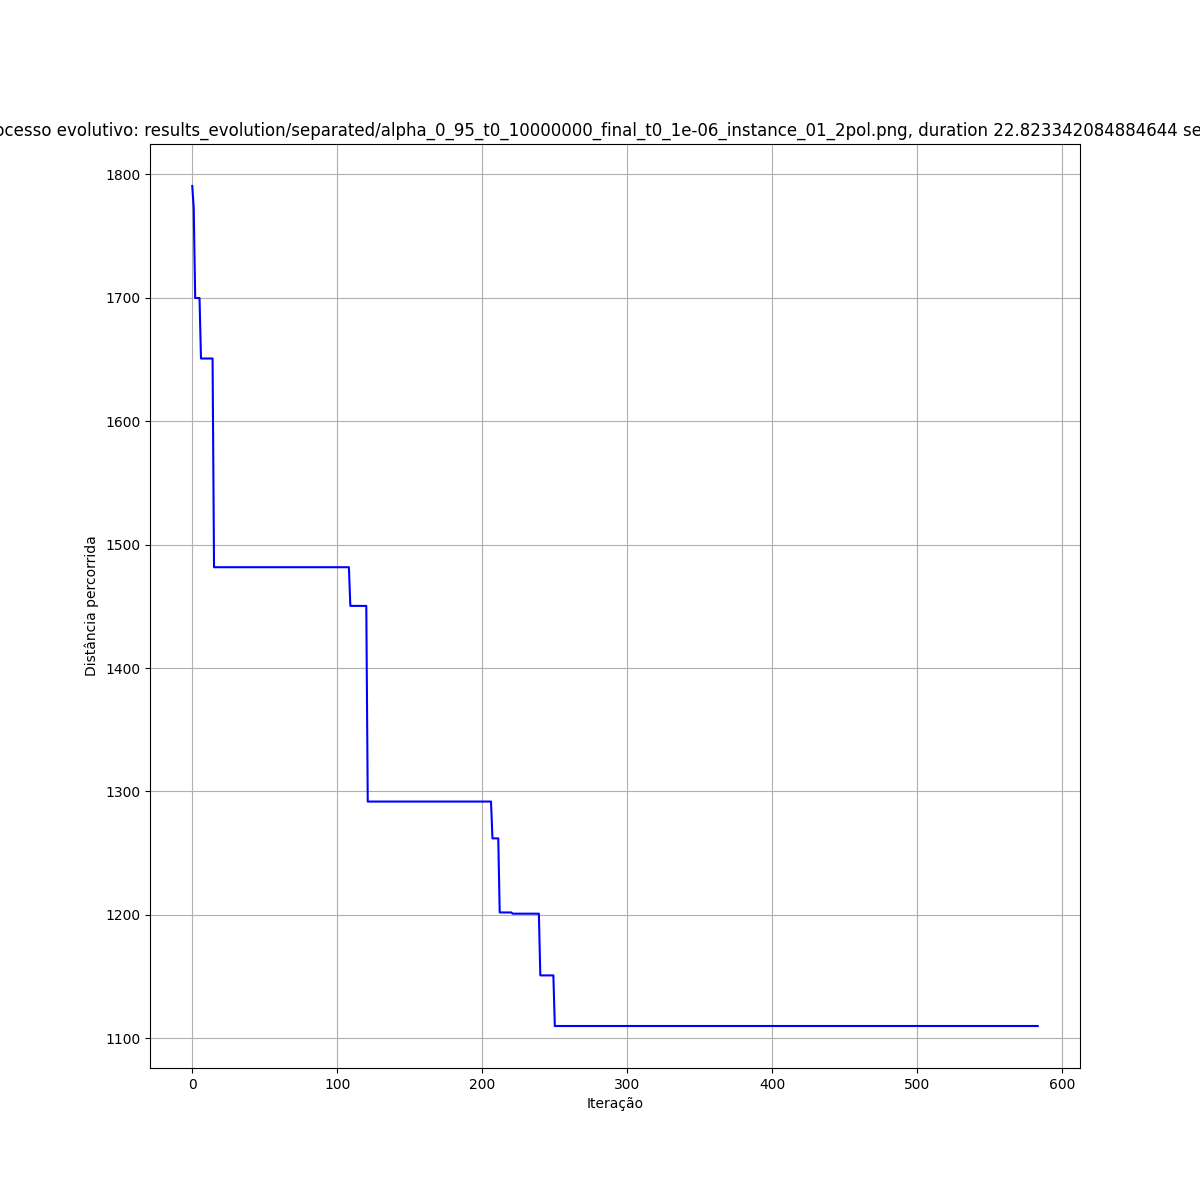 ocesso evolutivo: results_evolution/separated/alpha_0_95_t0_10000000_final_t0_1e-06_instance_01_2pol.png, duration 22.823342084884644 se
1800
1700
1600
1500
1400
1300
1200
1100
Distância percorrida
0 100 200 300 400 500 600
Iteração